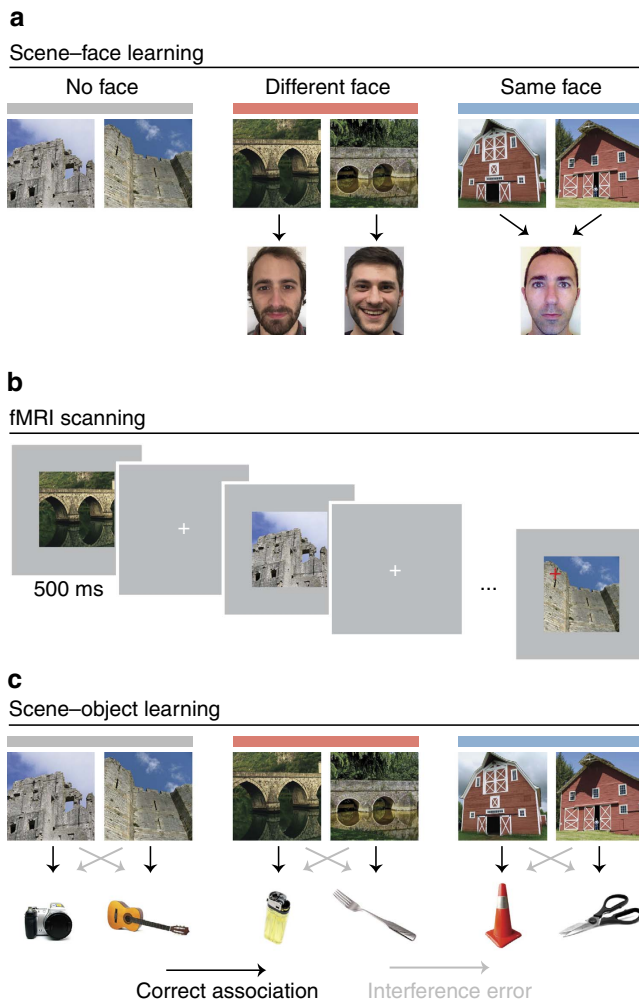 a
Scene–face learning
No face
Different face
Same face
b
fMRI scanning
500 ms
...
c
Scene–object learning
Correct association
Interference error